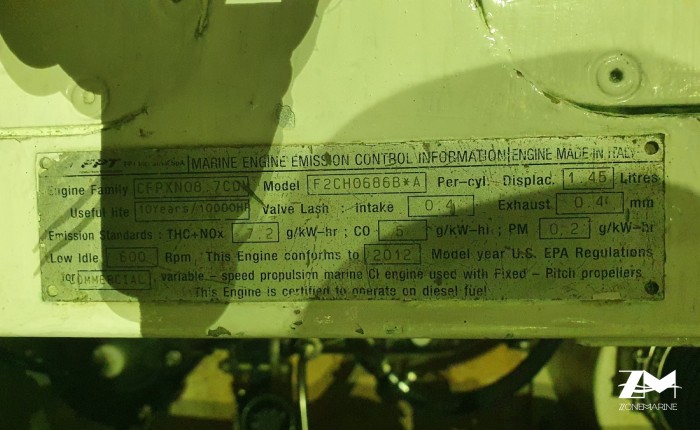 FPT MARINE ENGINE EMISSION CONTROL INFORMATION ENGINE MADE IN ITALY
Engine Family CFPXN08.7CDN Model F2CH0686B*A Per-cyl. Displac. 1.45 Litres
Useful life 10Years/10000HR Valve Lash : intake 0.4 Exhaust 0.4 mm
Emission Standards : THC+NOx 7.2 g/kW-hr ; CO 5 g/kW-hr ; PM 0.2 g/kW-hr
Low Idle 600 Rpm . This Engine conforms to 2012 Model year U.S. EPA Regulations
for COMMERCIAL, variable - speed propulsion marine CI engine used with Fixed - Pitch propellers
This Engine is certified to operate on diesel fuel
ZM
ZONEMARINE